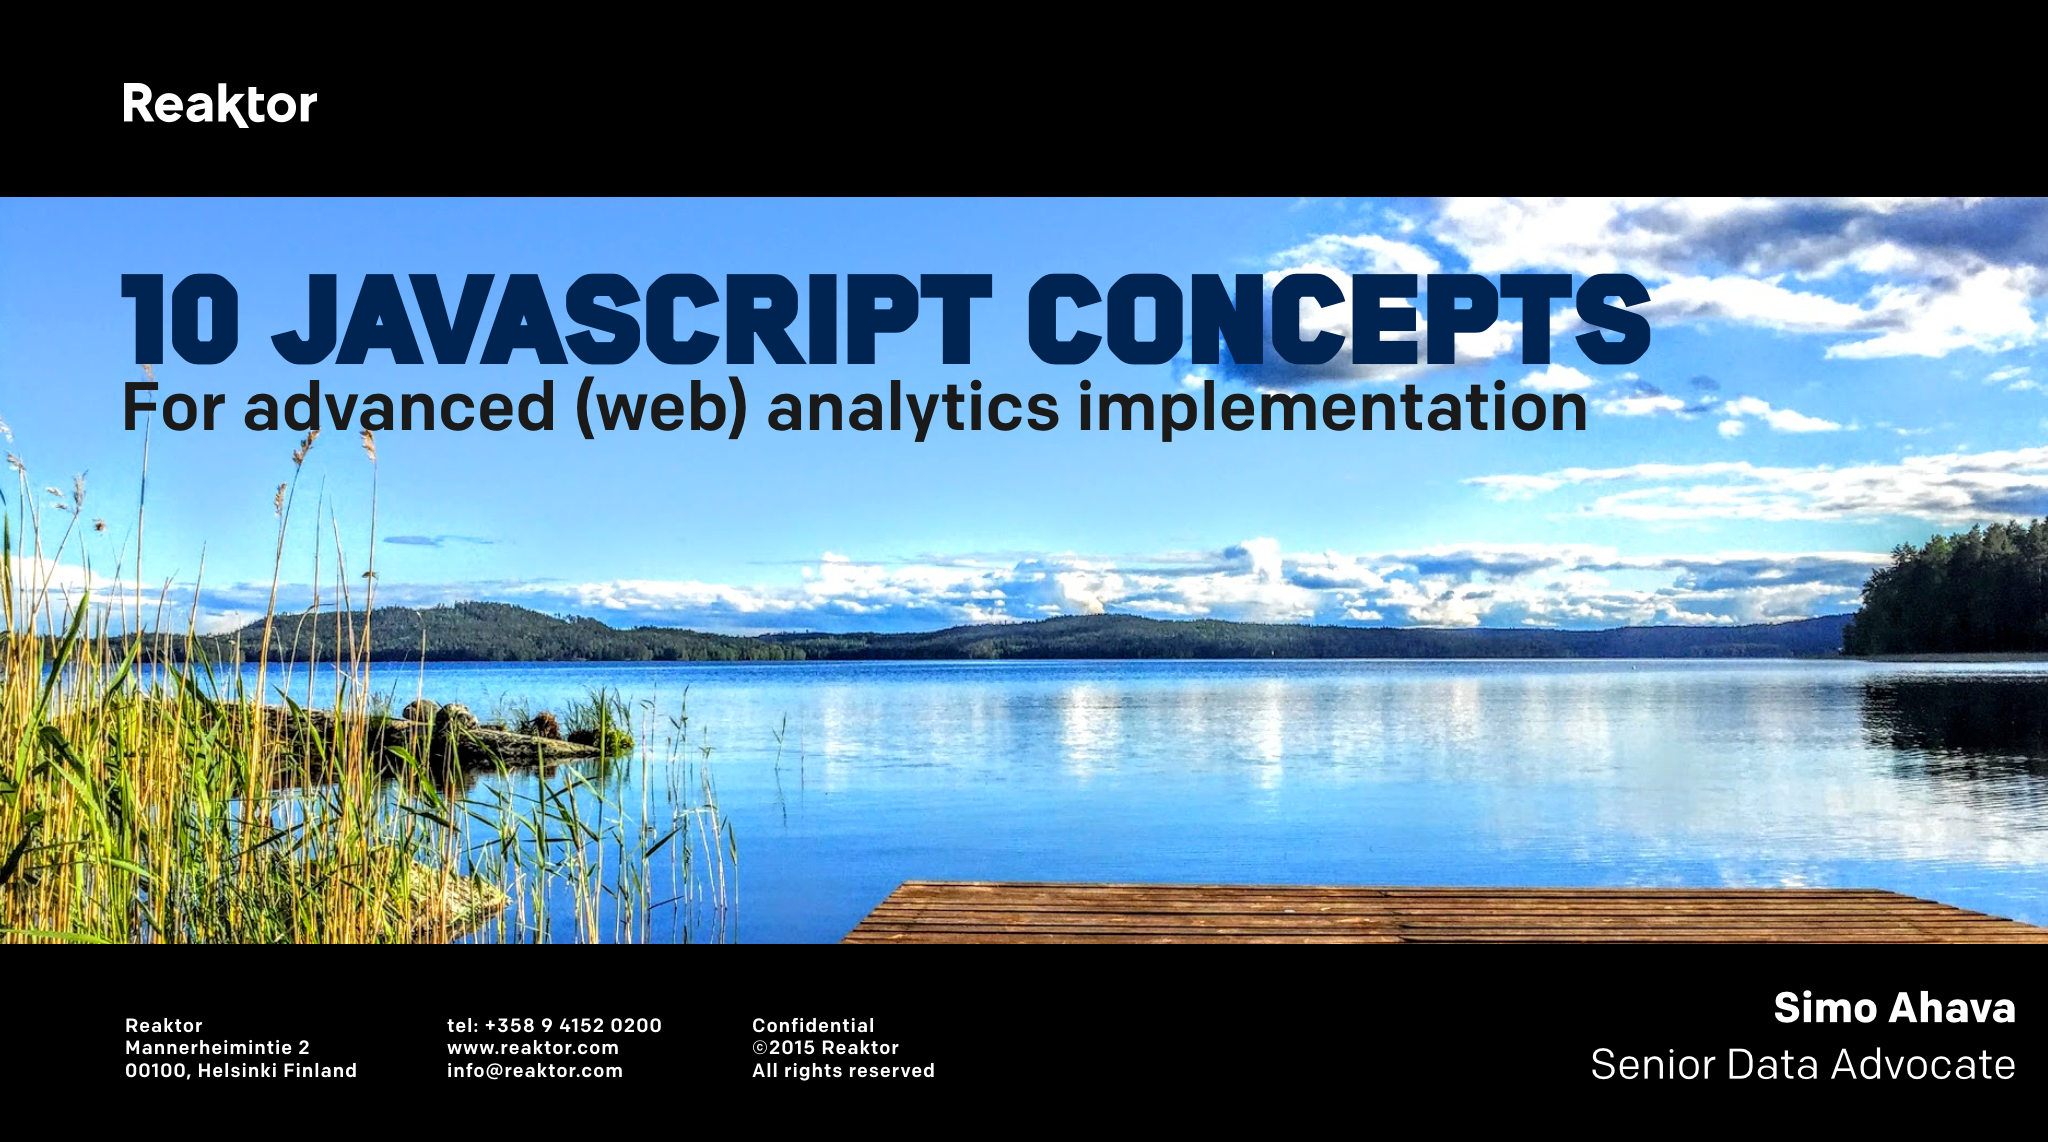 Reaktor
10 JAVASCRIPT CONCEPTS
For advanced (web) analytics implementation
Reaktor
Mannerheimintie 2
00100, Helsinki Finland
tel: +358 9 4152 0200
www.reaktor.com
info@reaktor.com
Confidential
©2015 Reaktor
All rights reserved
Simo Ahava
Senior Data Advocate